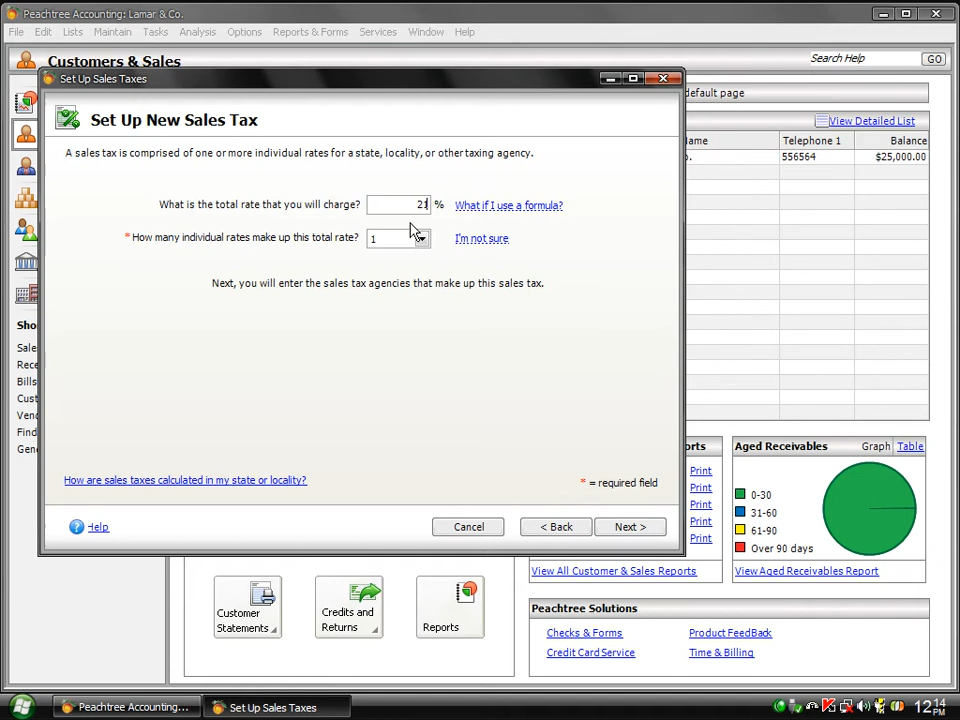 Peachtree Accounting: Lamar & Co.
File Edit Lists Maintain Tasks Analysis Options Reports & Forms Services Window Help
Customers & Sales
Search Help GO
Set Up Sales Taxes
default page
Set Up New Sales Tax
View Detailed List
Name Telephone 1 Balance
556564 $25,000.00
A sales tax is comprised of one or more individual rates for a state, locality, or other taxing agency.
What is the total rate that you will charge? 21 % What if I use a formula?
* How many individual rates make up this total rate? 1 I'm not sure
Next, you will enter the sales tax agencies that make up this sales tax.
How are sales taxes calculated in my state or locality?
* = required field
Help
Cancel < Back Next >
Print
Print
Print
Print
Print
Aged Receivables Graph Table
0-30
31-60
61-90
Over 90 days
View All Customer & Sales Reports
View Aged Receivables Report
Customer Statements
Credits and Returns
Reports
Peachtree Solutions
Checks & Forms Product FeedBack
Credit Card Service Time & Billing
Peachtree Accounting...
Set Up Sales Taxes
12:14 PM